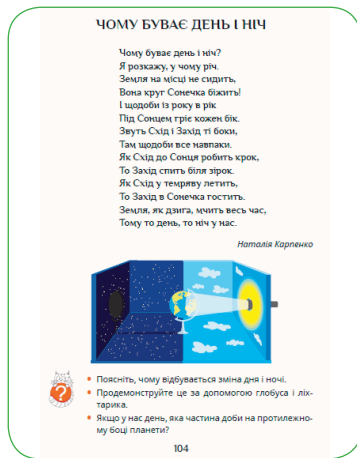 ЧОМУ БУВАЄ ДЕНЬ І НІЧ
Чому буває день і ніч?
Я розкажу, у чому річ.
Земля на місці не сидить,
Вона круг Сонечка біжить!
І щодоби із року в рік
Під Сонцем гріє кожен бік.
Звуть Схід і Захід ті боки,
Там щодоби все навпаки.
Як Схід до Сонця робить крок,
То Захід спить біля зірок.
Як Схід у темряву летить,
То Захід в Сонечка гостить.
Земля, як дзига, мчить весь час,
Тому то день, то ніч у нас.
Наталія Карпенко
?
• Поясніть, чому відбувається зміна дня і ночі.
• Продемонструйте це за допомогою глобуса і ліх-
тарика.
• Якщо у нас день, яка частина доби на протилежно-
му боці планети?
104